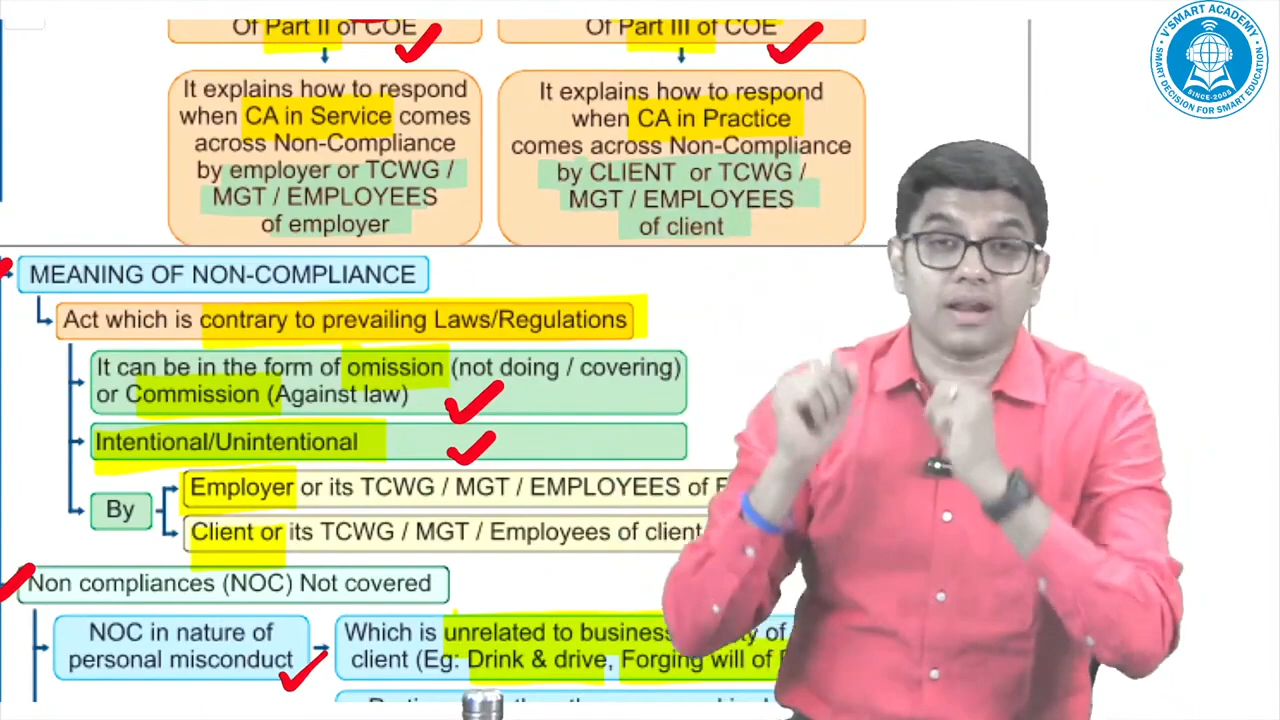 Of Part II of COE
It explains how to respond
when CA in Service comes
across Non-Compliance
by employer or TCWG /
MGT / EMPLOYEES
of employer
Of Part III of COE
It explains how to respond
when CA in Practice
comes across Non-Compliance
by CLIENT or TCWG /
MGT / EMPLOYEES
of client
V'SMART ACADEMY
SINCE-2005
SMART DECISION FOR SMART EDUCATION
MEANING OF NON-COMPLIANCE
Act which is contrary to prevailing Laws/Regulations
It can be in the form of omission (not doing / covering)
or Commission (Against law)
Intentional/Unintentional
By
Employer or its TCWG / MGT / EMPLOYEES of
Client or its TCWG / MGT / Employees of client
Non compliances (NOC) Not covered
NOC in nature of
personal misconduct
Which is unrelated to business of
client (Eg: Drink & drive, Forging will of